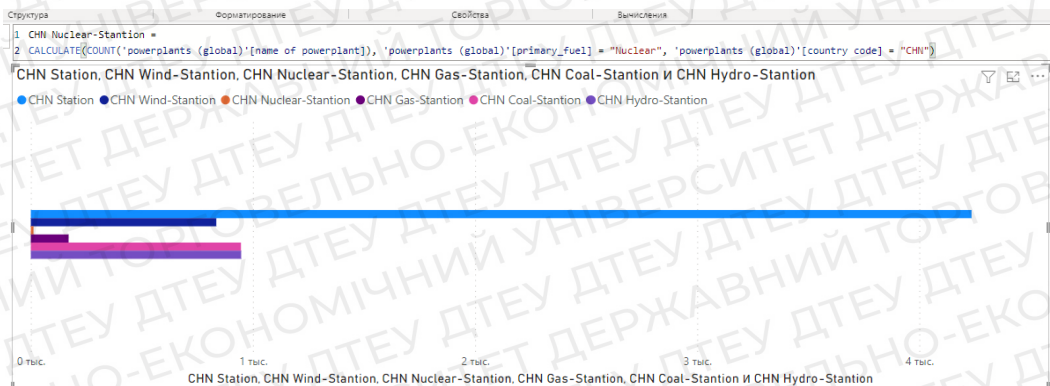 Структура Форматирование Свойства Вычисления
1 CHN Nuclear-Stantion =
2 CALCULATE(COUNT('powerplants (global)'[name of powerplant]), 'powerplants (global)'[primary_fuel] = "Nuclear", 'powerplants (global)'[country code] = "CHN")
CHN Station, CHN Wind-Stantion, CHN Nuclear-Stantion, CHN Gas-Stantion, CHN Coal-Stantion и CHN Hydro-Stantion
CHN Station CHN Wind-Stantion CHN Nuclear-Stantion CHN Gas-Stantion CHN Coal-Stantion CHN Hydro-Stantion
0 тыс. 1 тыс. 2 тыс. 3 тыс. 4 тыс.
CHN Station, CHN Wind-Stantion, CHN Nuclear-Stantion, CHN Gas-Stantion, CHN Coal-Stantion и CHN Hydro-Stantion